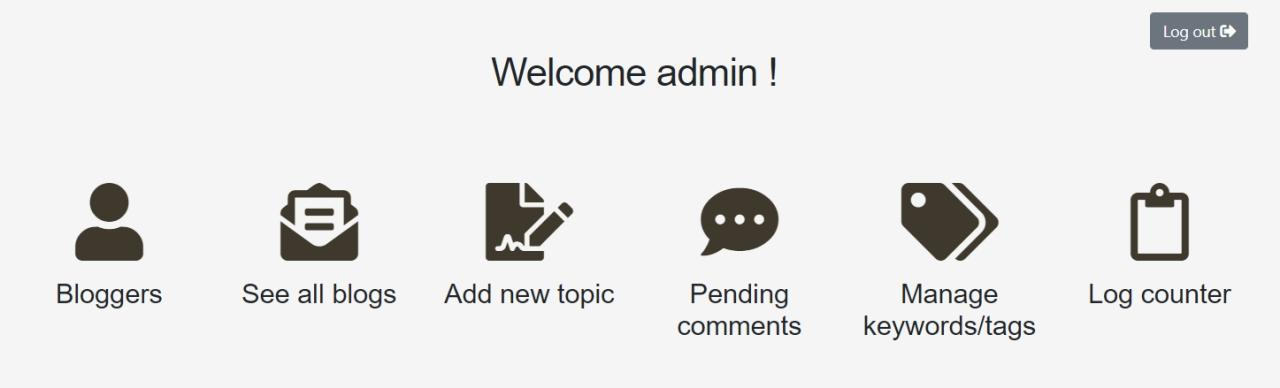 Log out
Welcome admin !
Bloggers
See all blogs
Add new topic
Pending
comments
Manage
keywords/tags
Log counter